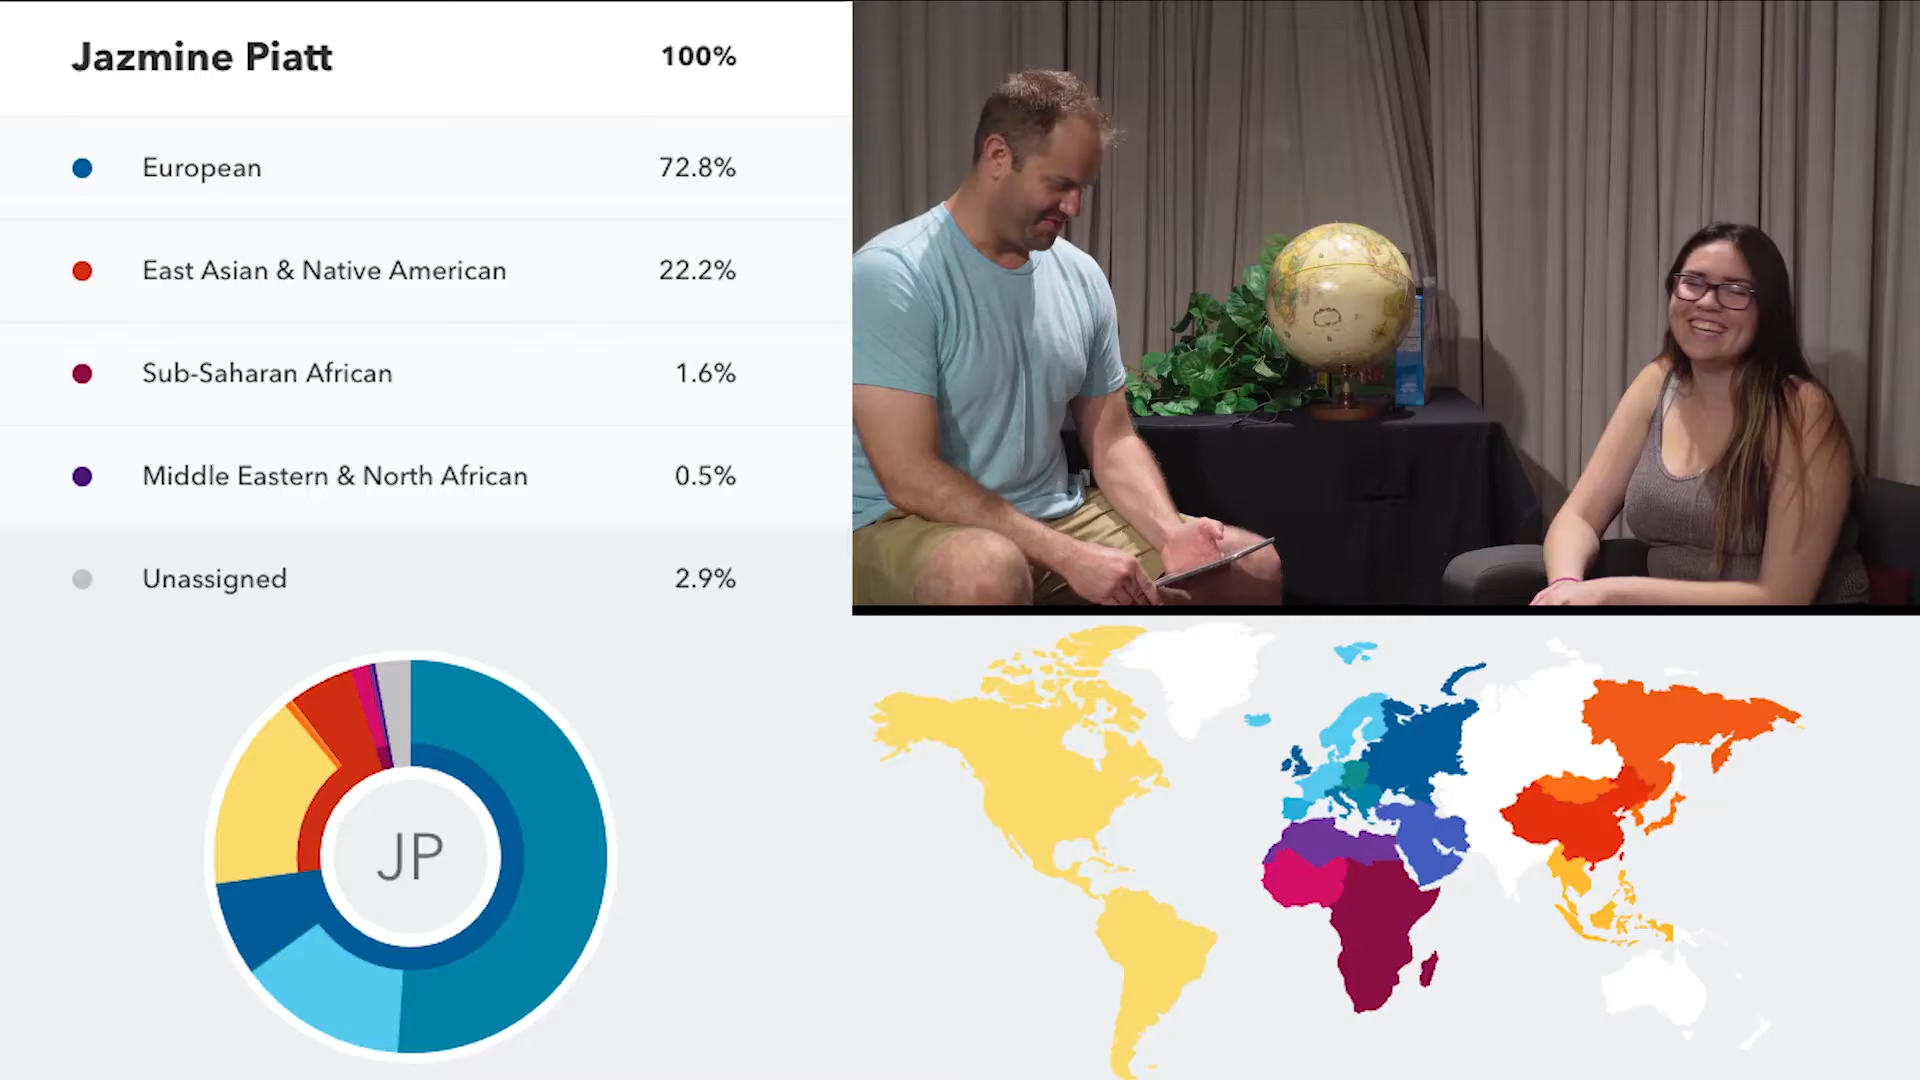 Jazmine Piatt 100%
European 72.8%
East Asian & Native American 22.2%
Sub-Saharan African 1.6%
Middle Eastern & North African 0.5%
Unassigned 2.9%
JP